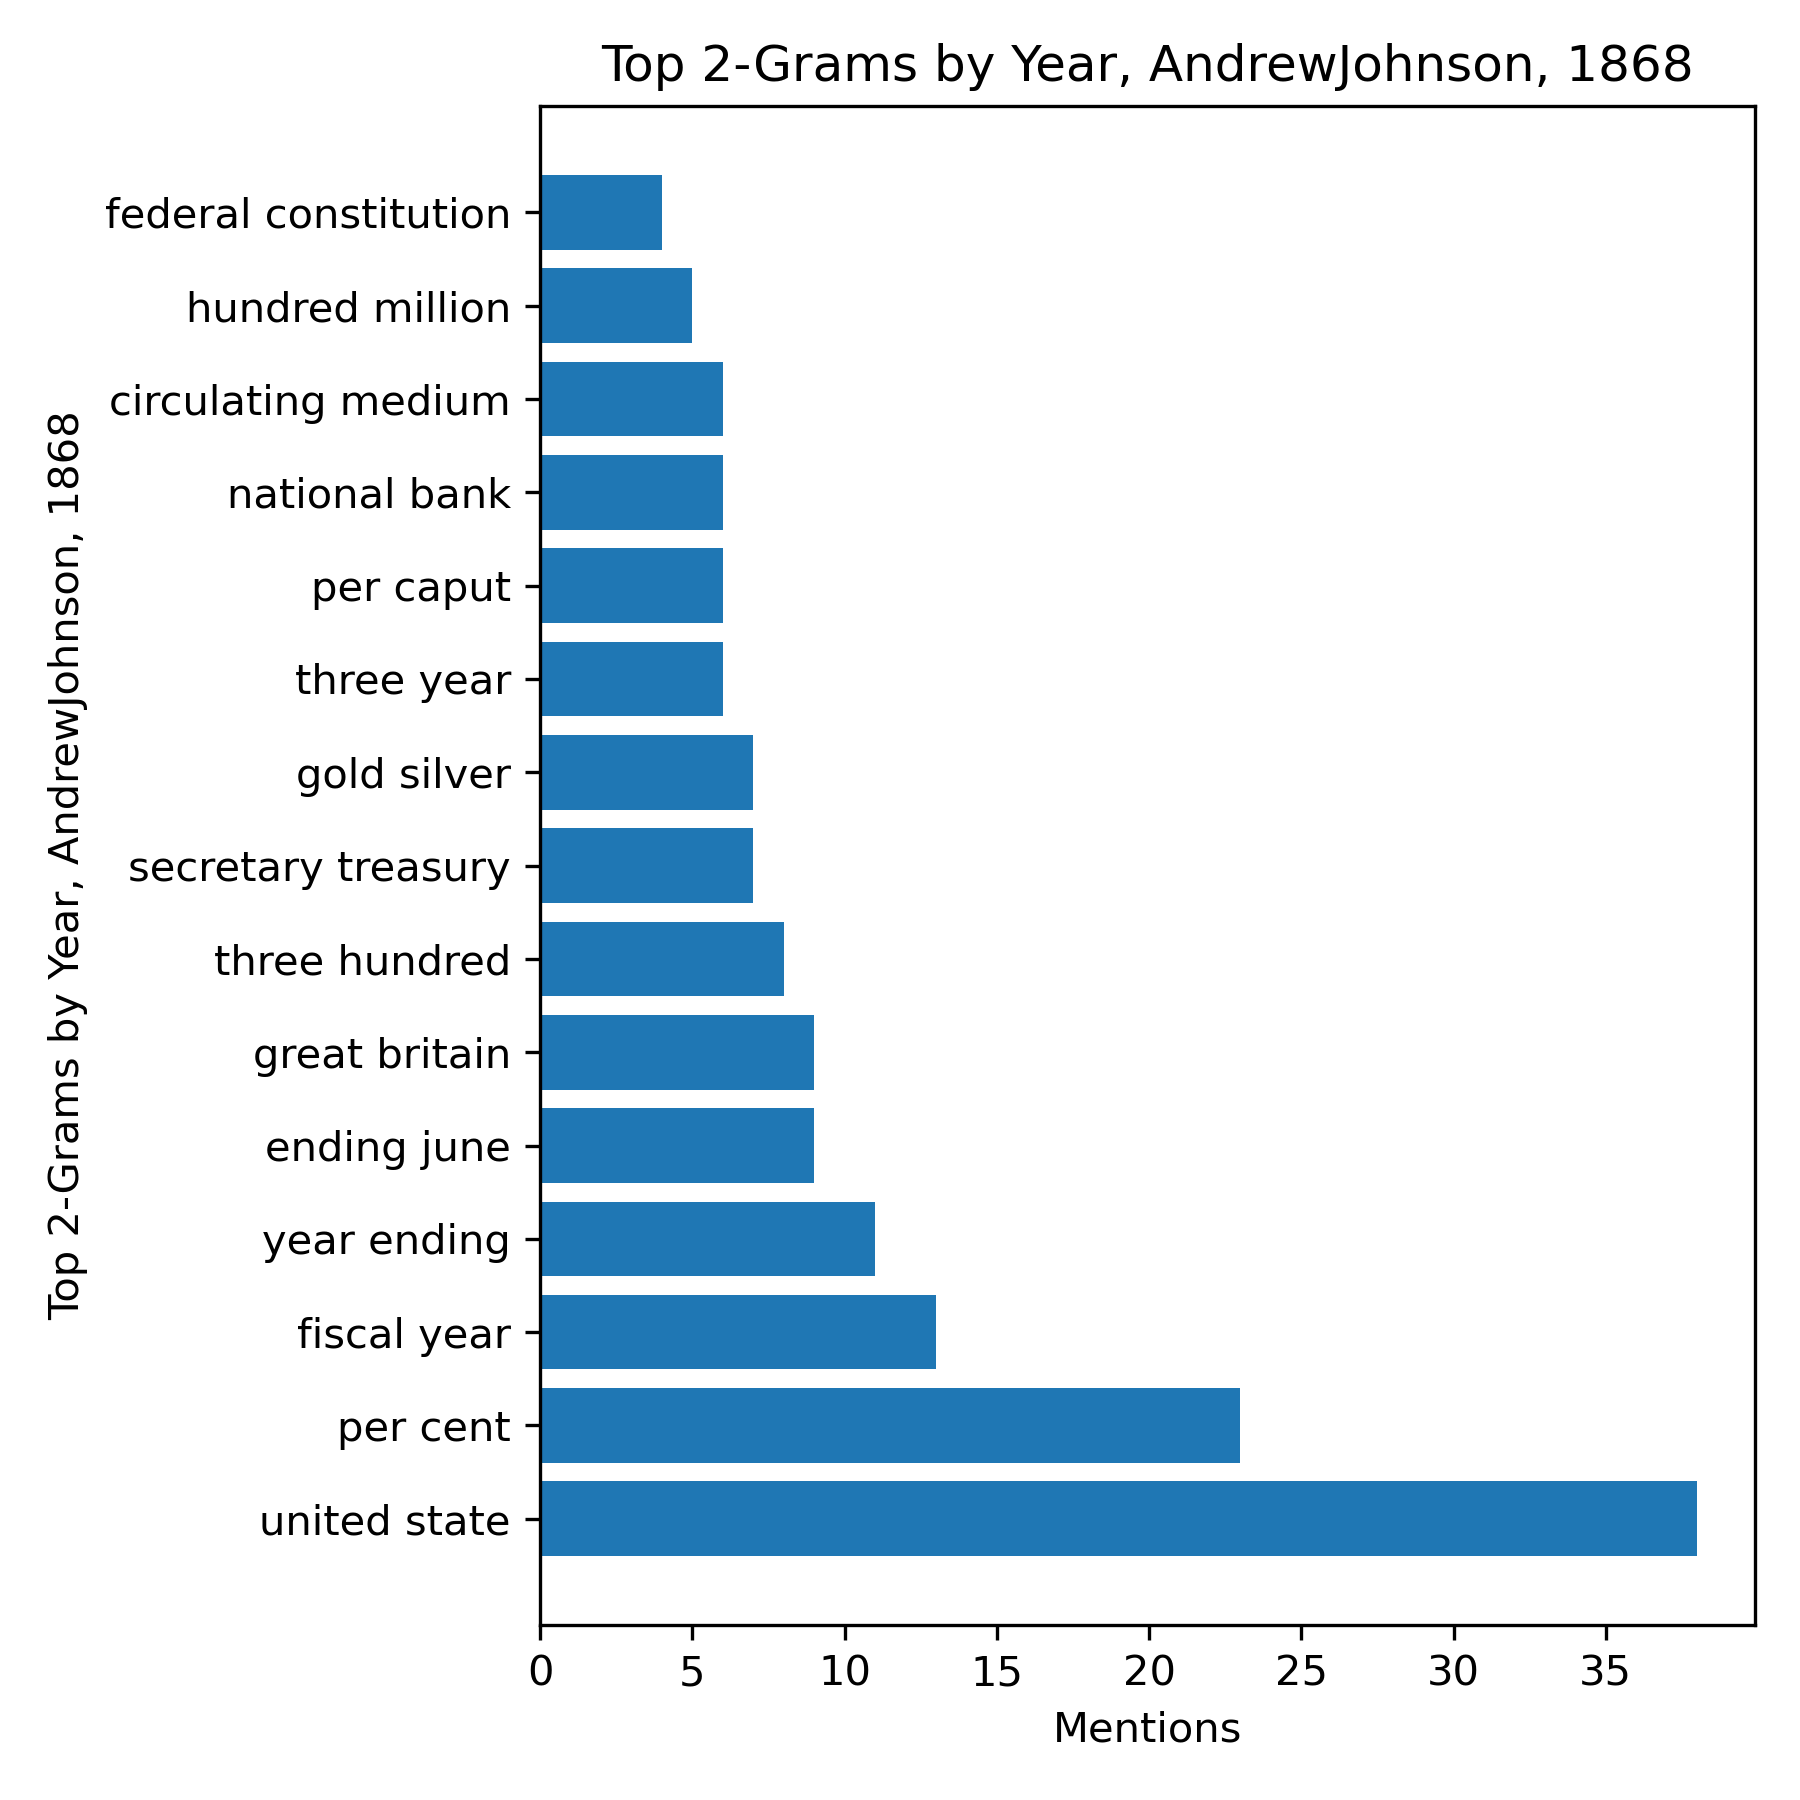 Top 2-Grams by Year, AndrewJohnson, 1868
Top 2-Grams by Year, AndrewJohnson, 1868
federal constitution
hundred million
circulating medium
national bank
per caput
three year
gold silver
secretary treasury
three hundred
great britain
ending june
year ending
fiscal year
per cent
united state
0 5 10 15 20 25 30 35
Mentions